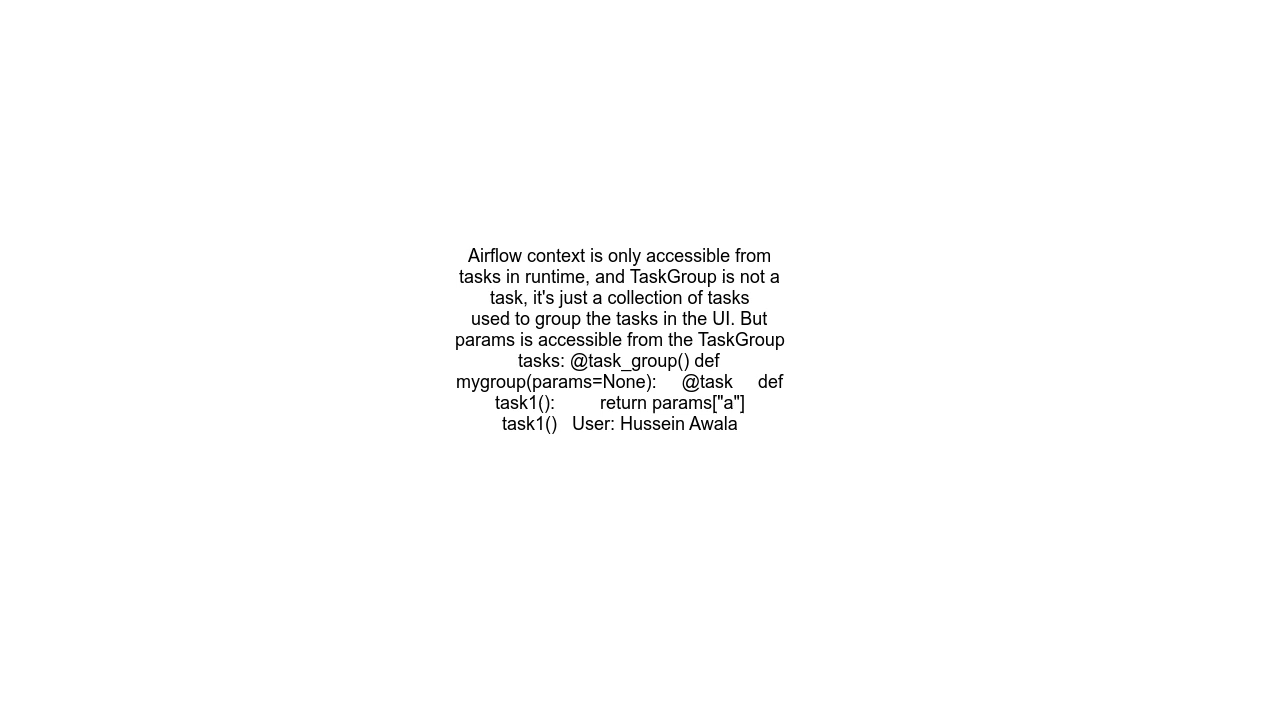 Airflow context is only accessible from
tasks in runtime, and TaskGroup is not a
task, it's just a collection of tasks
used to group the tasks in the UI. But
params is accessible from the TaskGroup
tasks: @task_group() def
mygroup(params=None):     @task     def
task1():         return params["a"]
task1()   User: Hussein Awala